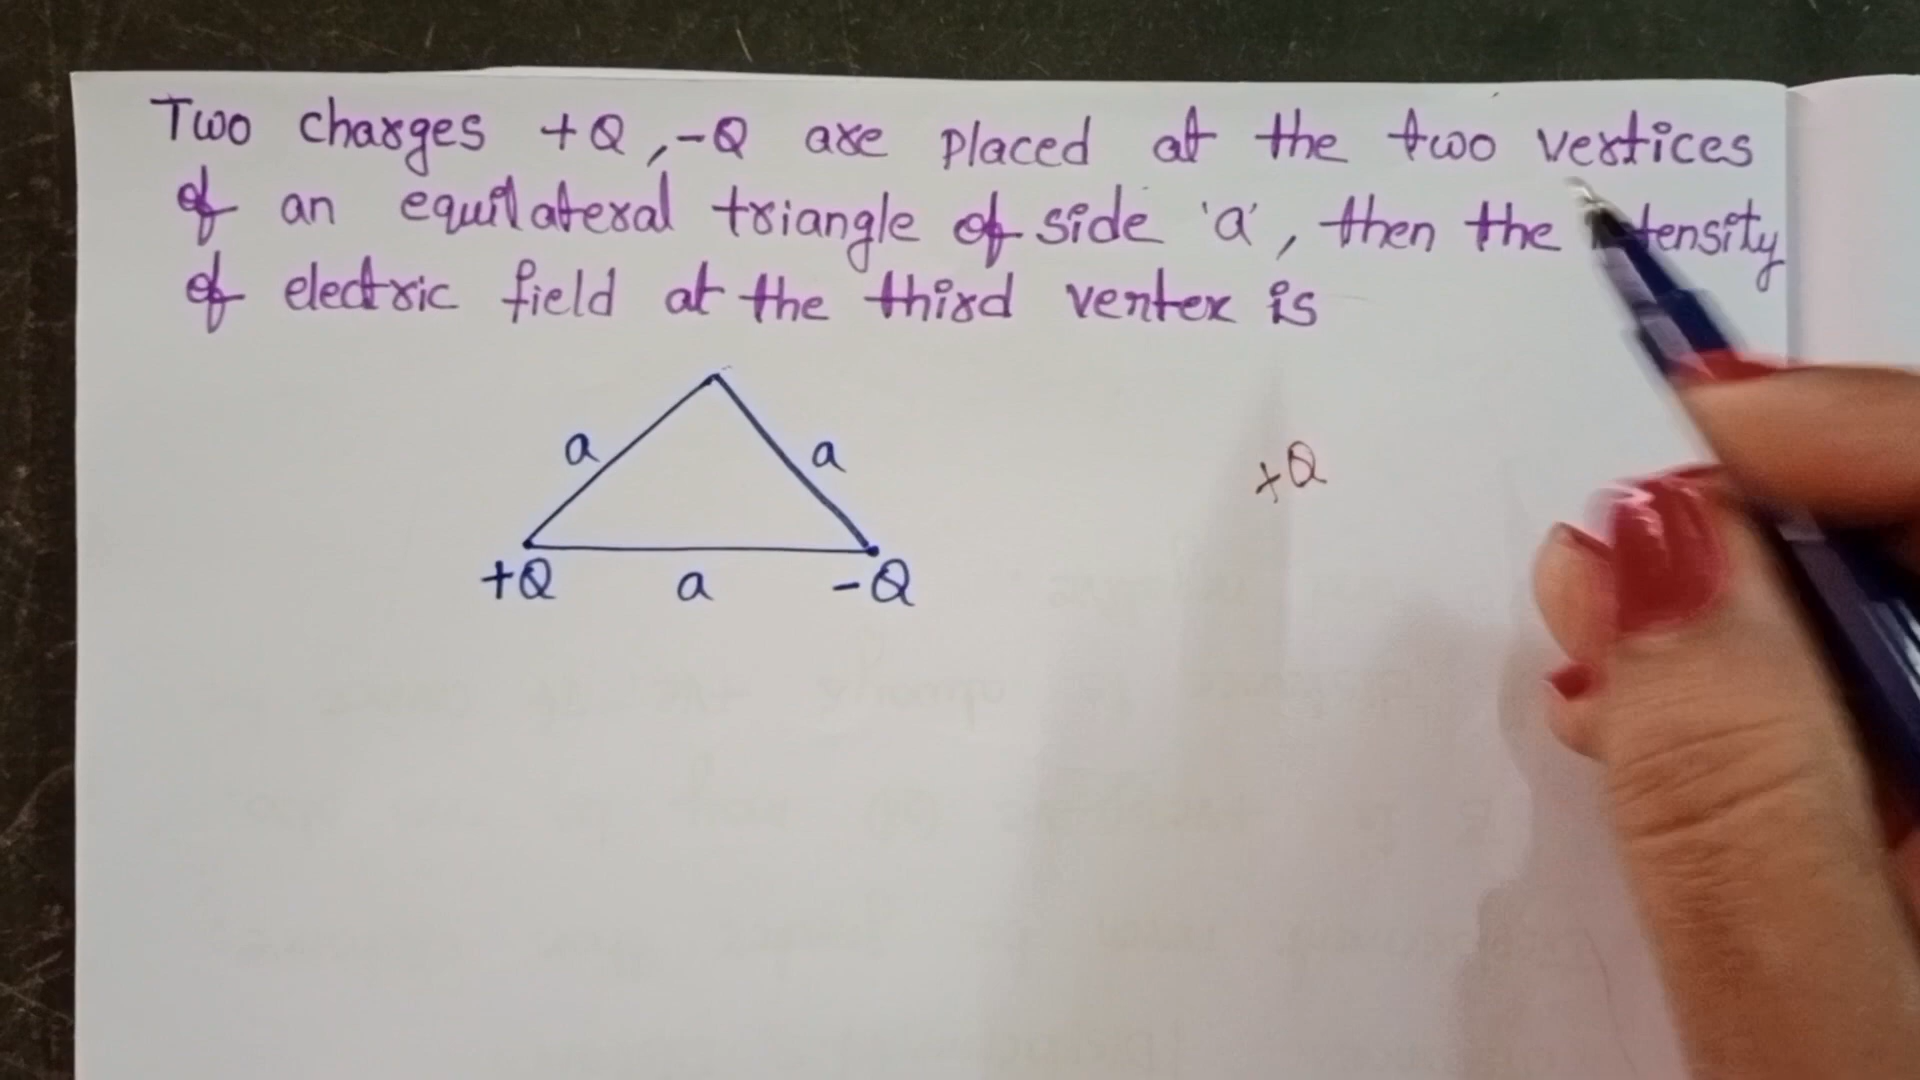 Two charges +Q, -Q are placed at the two vertices
of an equilateral triangle of side 'a', then the
of electric field at the third vertex is
a
a
+Q
+Q
a
-Q